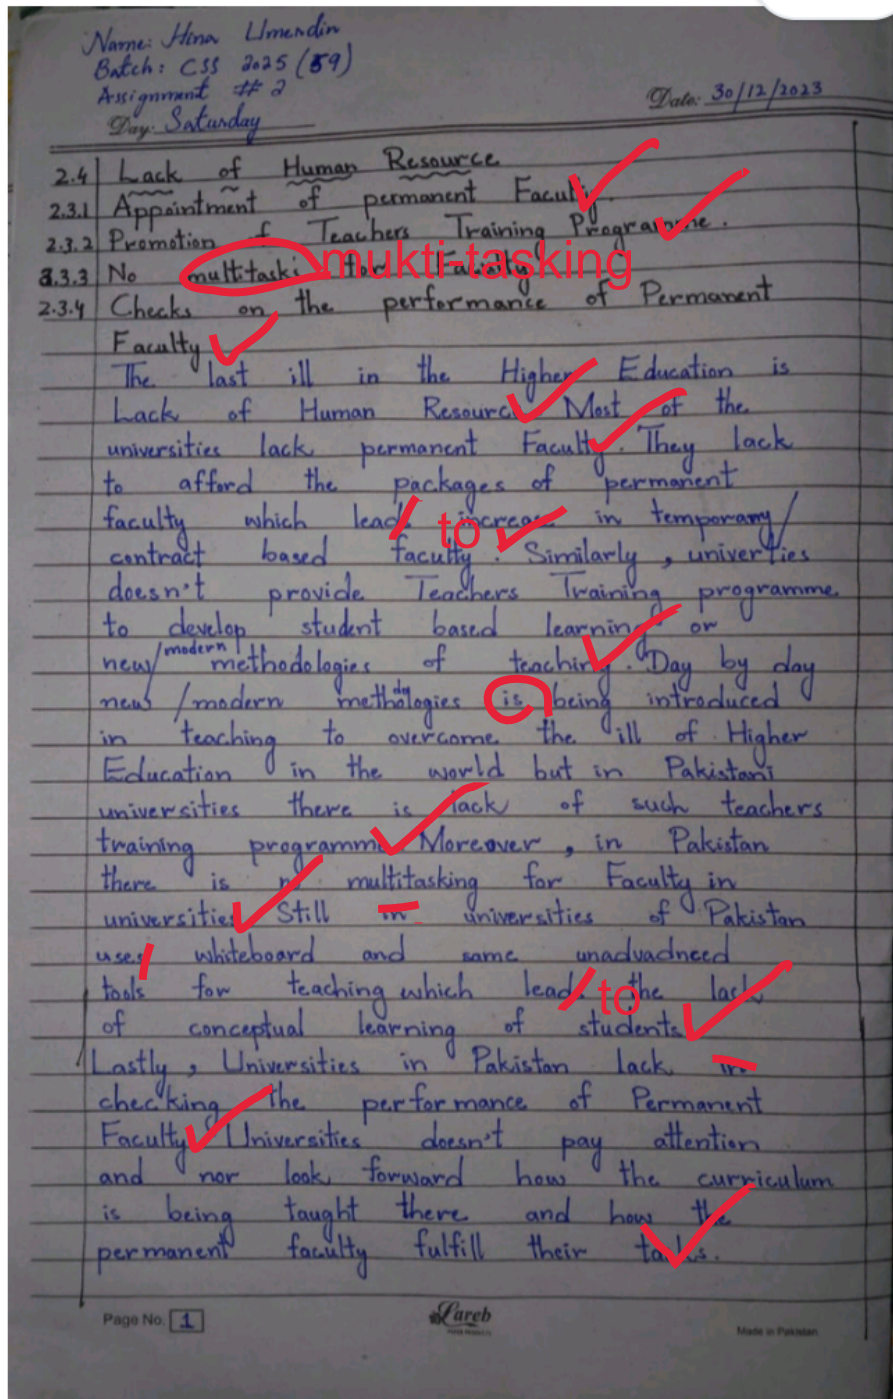 Name: Hina Umerdin
Batch: CSS 2025 (59)
Assignment # 2
Date: 30/12/2023
Day: Saturday
2.4 Lack of Human Resource
2.3.1 Appointment of permanent Faculty.
2.3.2 Promotion of Teachers Training Programme.
3.3.3 No multitaski for Faculty mukti-tasking
2.3.4 Checks on the performance of Permanent
Faculty
The last ill in the Higher Education is
Lack of Human Resource Most of the
universities lack permanent Faculty. They lack
to afford the packages of permanent
faculty which leads to increase in temporary/
contract based faculty. Similarly, univerties
doesn't provide Teachers Training programme
to develop student based learning or
new/modern methodologies of teaching. Day by day
new /modern methodologies is being introduced
in teaching to overcome the ill of Higher
Education in the world but in Pakistani
universities there is lack of such teachers
training programme Moreover, in Pakistan
there is no multitasking for Faculty in
universities Still in universities of Pakistan
uses whiteboard and same unadvadneed
tools for teaching which leads to the lack
of conceptual learning of students
Lastly, Universities in Pakistan lack in
checking the performance of Permanent
Faculty Universities doesn't pay attention
and nor look forward how the curriculum
is being taught there and how the
permanent faculty fulfill their tasks.
Page No. 1
Lareb
Made in Pakistan